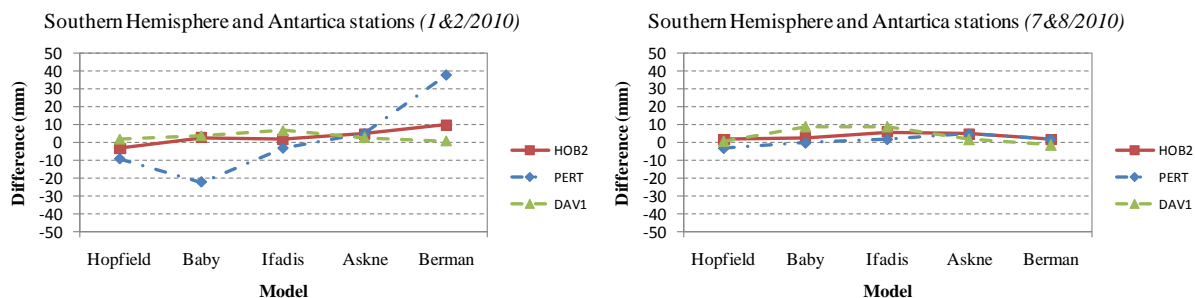 Southern Hemisphere and Antartica stations (1&2/2010)
50
40
30
20
10
0
-10
-20
-30
-40
-50
Difference (mm)
Hopfield Baby Ifadis Askne Berman
Model
HOB2
PERT
DAV1
Southern Hemisphere and Antartica stations (7&8/2010)
50
40
30
20
10
0
-10
-20
-30
-40
-50
Difference (mm)
Hopfield Baby Ifadis Askne Berman
Model
HOB2
PERT
DAV1